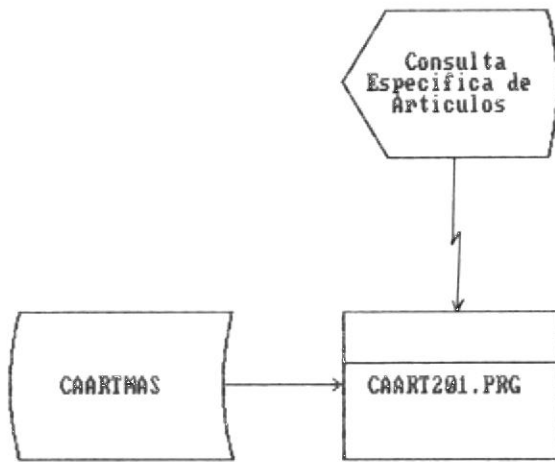 Consulta
Especifica de
Articulos
CAARTMAS
CAART201.PRG